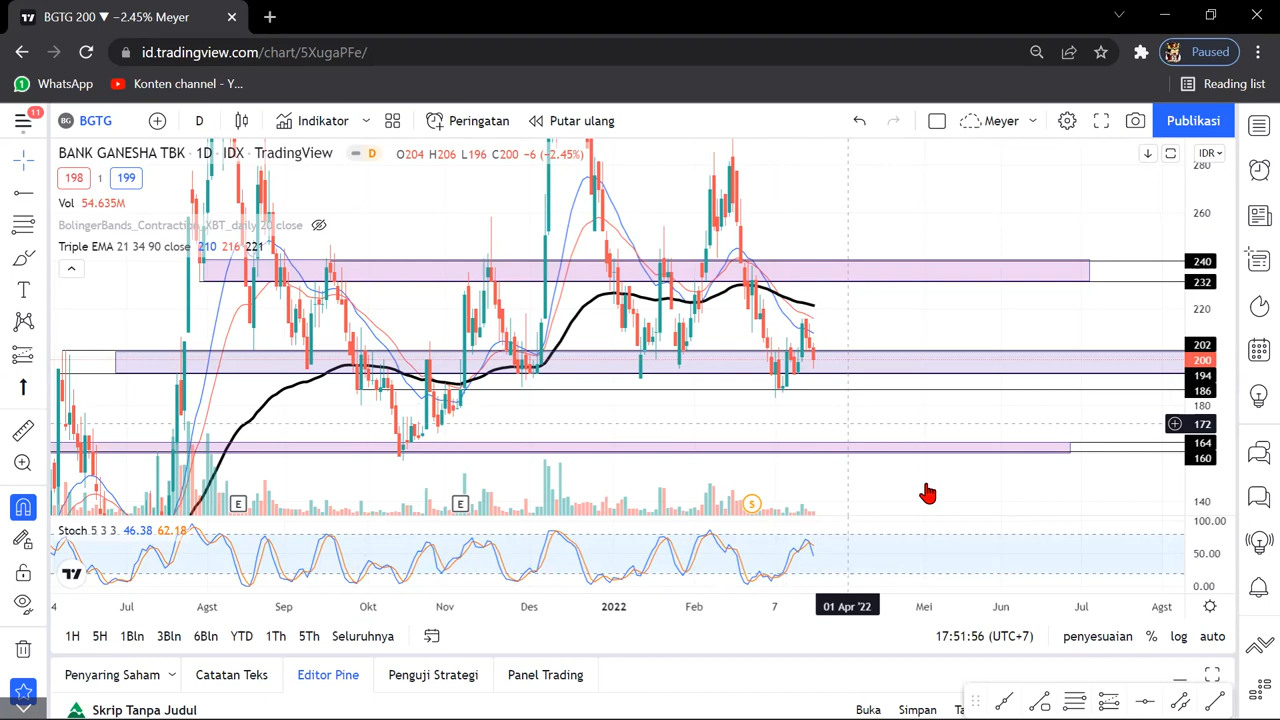 BGTG 200 ▼ −2.45% Meyer
id.tradingview.com/chart/5XugaPFe/
Paused
WhatsApp
Konten channel - Y...
Reading list
11
BG BGTG
D
Indikator
Peringatan
Putar ulang
Meyer
Publikasi
BANK GANESHA TBK · 1D · IDX · TradingView
D
O204 H206 L196 C200 −6 (−2.45%)
IDR
198
1
199
Vol 54.635M
BolingerBands_Contraction_XBT_daily 20 close
Triple EMA 21 34 90 close 210 216 221
280
260
240
232
220
202
200
194
186
180
172
164
160
140
E
E
S
Stoch 5 3 3 46.38 62.18
100.00
50.00
0.00
4
Jul
Agst
Sep
Okt
Nov
Des
2022
Feb
7
01 Apr '22
Mei
Jun
Jul
Agst
1H
5H
1Bln
3Bln
6Bln
YTD
1Th
5Th
Seluruhnya
17:51:56 (UTC+7)
penyesuaian
%
log
auto
Penyaring Saham
Catatan Teks
Editor Pine
Penguji Strategi
Panel Trading
Skrip Tanpa Judul
Buka
Simpan